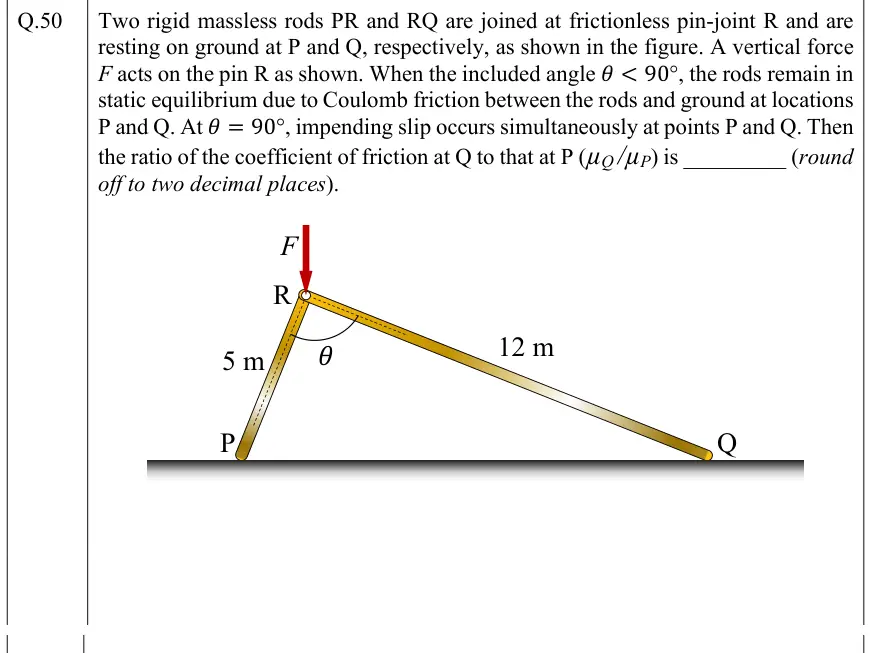 Q.50
Two rigid massless rods PR and RQ are joined at frictionless pin-joint R and are
resting on ground at P and Q, respectively, as shown in the figure. A vertical force
F acts on the pin R as shown. When the included angle θ < 90°, the rods remain in
static equilibrium due to Coulomb friction between the rods and ground at locations
P and Q. At θ = 90°, impending slip occurs simultaneously at points P and Q. Then
the ratio of the coefficient of friction at Q to that at P (μQ/μP) is _________ (round
off to two decimal places).
F
R
12 m
5 m
θ
P
Q